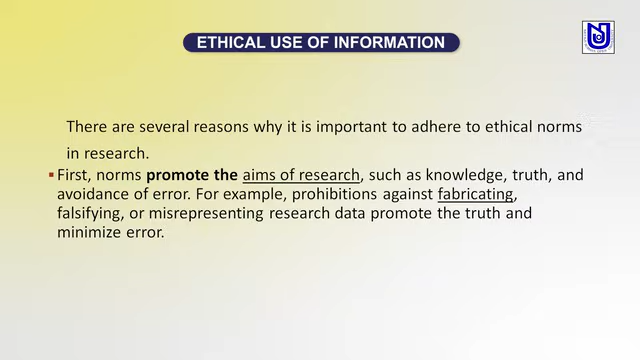 ETHICAL USE OF INFORMATION
There are several reasons why it is important to adhere to ethical norms
in research.
▪First, norms promote the aims of research, such as knowledge, truth, and
avoidance of error. For example, prohibitions against fabricating,
falsifying, or misrepresenting research data promote the truth and
minimize error.